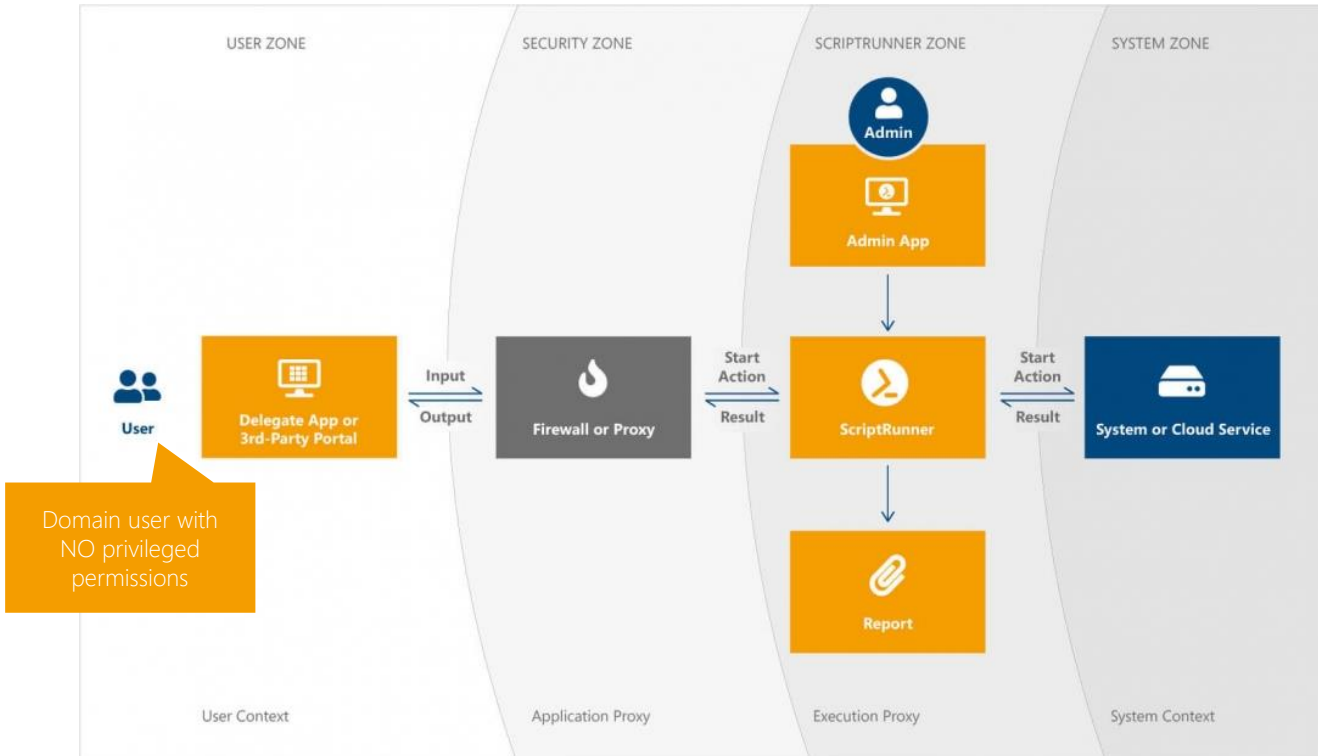 USER ZONE
SECURITY ZONE
SCRIPTRUNNER ZONE
SYSTEM ZONE
Admin
Admin App
User
Delegate App or
3rd-Party Portal
Input
Output
Firewall or Proxy
Start
Action
Result
ScriptRunner
Start
Action
Result
System or Cloud Service
Domain user with
NO privileged
permissions
Report
User Context
Application Proxy
Execution Proxy
System Context